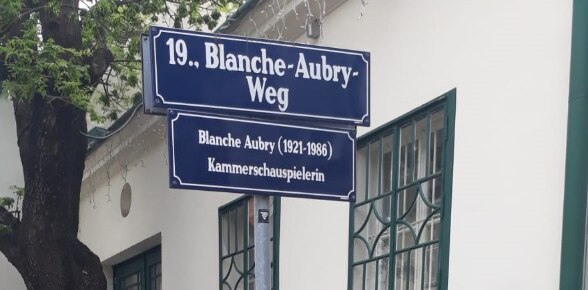 19., Blanche-Aubry-
Weg
Blanche Aubry (1921-1986)
Kammerschauspielerin